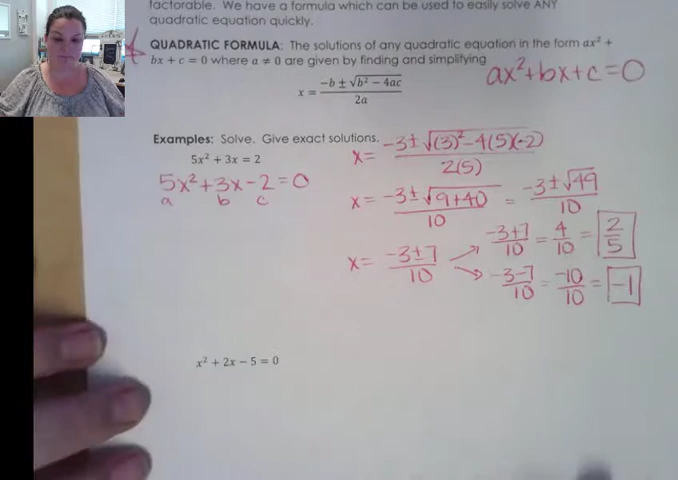 factorable. We have a formula which can be used to easily solve ANY
quadratic equation quickly.
QUADRATIC FORMULA: The solutions of any quadratic equation in the form ax² +
bx + c = 0 where a ≠ 0 are given by finding and simplifying
ax²+bx+c=0
x = (-b ± √(b² − 4ac))/(2a)
Examples: Solve. Give exact solutions.
5x² + 3x = 2
5x²+3x-2=0
a b c
x= (-3±√((3)²-4(5)(-2)))/(2(5))
x= (-3±√(9+40))/10 = (-3±√49)/10
x= (-3±7)/10
(-3+7)/10 = 4/10 = 2/5
(-3-7)/10 = -10/10 = -1
x² + 2x − 5 = 0